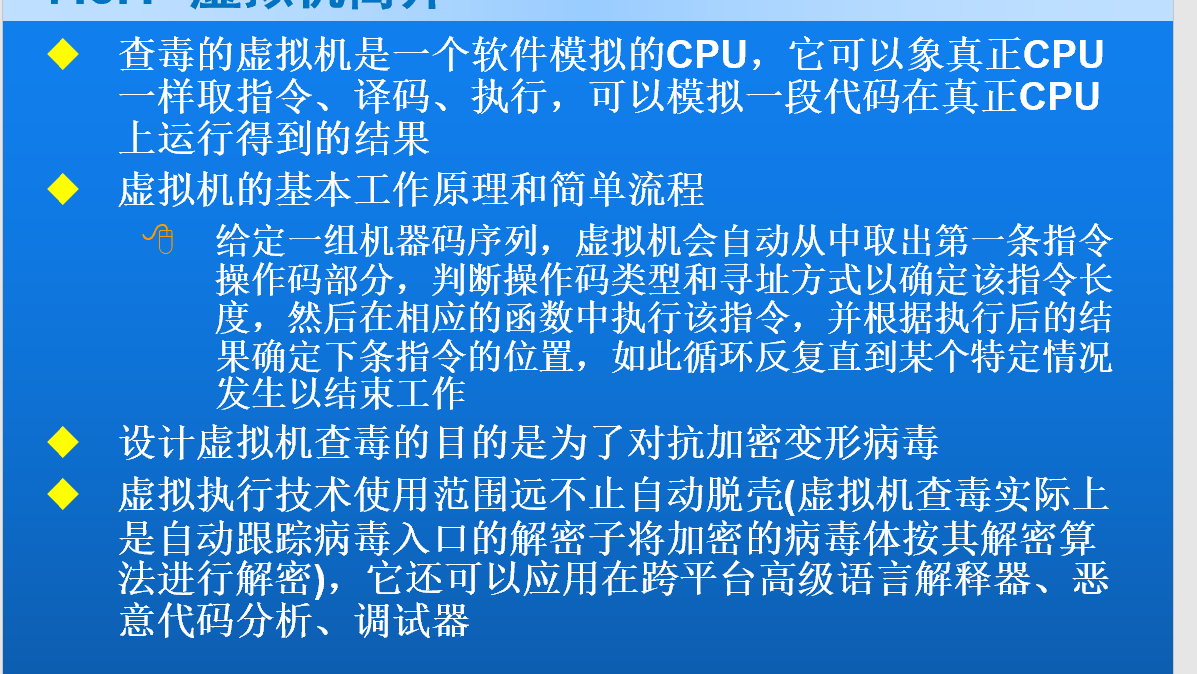 虚拟机简介
查毒的虚拟机是一个软件模拟的CPU，它可以象真正CPU
一样取指令、译码、执行，可以模拟一段代码在真正CPU
上运行得到的结果
虚拟机的基本工作原理和简单流程
给定一组机器码序列，虚拟机会自动从中取出第一条指令
操作码部分，判断操作码类型和寻址方式以确定该指令长
度，然后在相应的函数中执行该指令，并根据执行后的结
果确定下条指令的位置，如此循环反复直到某个特定情况
发生以结束工作
设计虚拟机查毒的目的是为了对抗加密变形病毒
虚拟执行技术使用范围远不止自动脱壳(虚拟机查毒实际上
是自动跟踪病毒入口的解密子将加密的病毒体按其解密算
法进行解密)，它还可以应用在跨平台高级语言解释器、恶
意代码分析、调试器